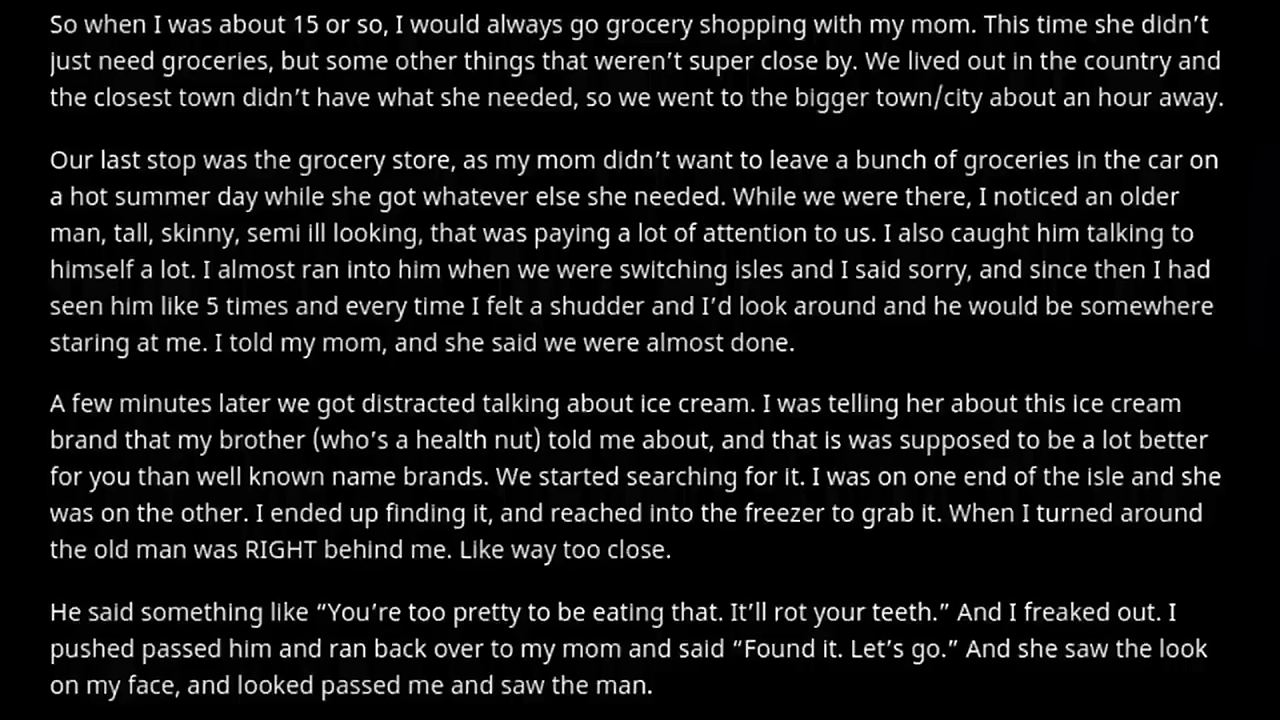 So when I was about 15 or so, I would always go grocery shopping with my mom. This time she didn’t
just need groceries, but some other things that weren’t super close by. We lived out in the country and
the closest town didn’t have what she needed, so we went to the bigger town/city about an hour away.
Our last stop was the grocery store, as my mom didn’t want to leave a bunch of groceries in the car on
a hot summer day while she got whatever else she needed. While we were there, I noticed an older
man, tall, skinny, semi ill looking, that was paying a lot of attention to us. I also caught him talking to
himself a lot. I almost ran into him when we were switching isles and I said sorry, and since then I had
seen him like 5 times and every time I felt a shudder and I’d look around and he would be somewhere
staring at me. I told my mom, and she said we were almost done.
A few minutes later we got distracted talking about ice cream. I was telling her about this ice cream
brand that my brother (who’s a health nut) told me about, and that is was supposed to be a lot better
for you than well known name brands. We started searching for it. I was on one end of the isle and she
was on the other. I ended up finding it, and reached into the freezer to grab it. When I turned around
the old man was RIGHT behind me. Like way too close.
He said something like “You’re too pretty to be eating that. It’ll rot your teeth.” And I freaked out. I
pushed passed him and ran back over to my mom and said “Found it. Let’s go.” And she saw the look
on my face, and looked passed me and saw the man.